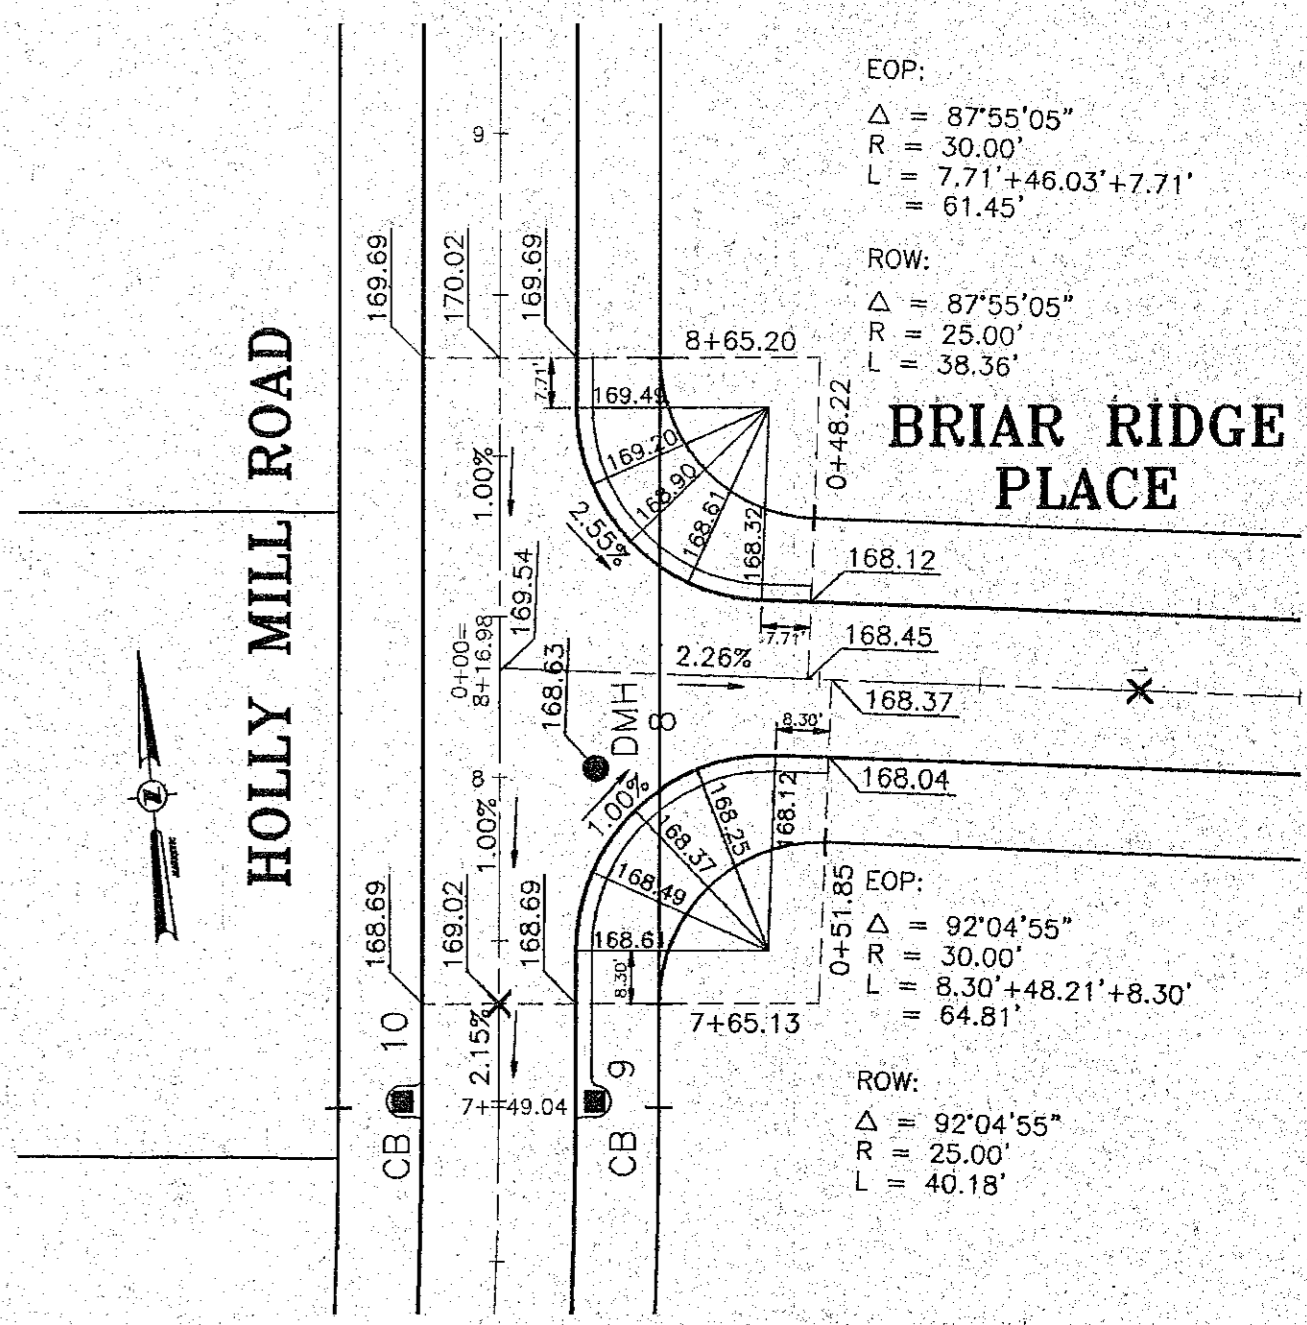 EOP:
Δ = 87°55'05"
R = 30.00'
L = 7.71'+46.03'+7.71'
= 61.45'
ROW:
Δ = 87°55'05"
R = 25.00'
L = 38.36'
BRIAR RIDGE
PLACE
HOLLY MILL ROAD
9
169.69
170.02
169.69
8+65.20
0+48.22
7.71'
169.49
169.20
168.90
168.61
168.32
2.55%
1.00%
168.12
7.71'
168.45
2.26%
168.37
169.54
0+00=
8+16.98
168.63
DMH 8
1
8
1.00%
1.00%
8.30'
168.04
168.12
168.25
168.37
168.49
168.61
8.30'
168.69
169.02
168.69
7+65.13
0+51.85
2.15%
7+49.04
CB 10
CB 9
EOP:
Δ = 92°04'55"
R = 30.00'
L = 8.30'+48.21'+8.30'
= 64.81'
ROW:
Δ = 92°04'55"
R = 25.00'
L = 40.18'